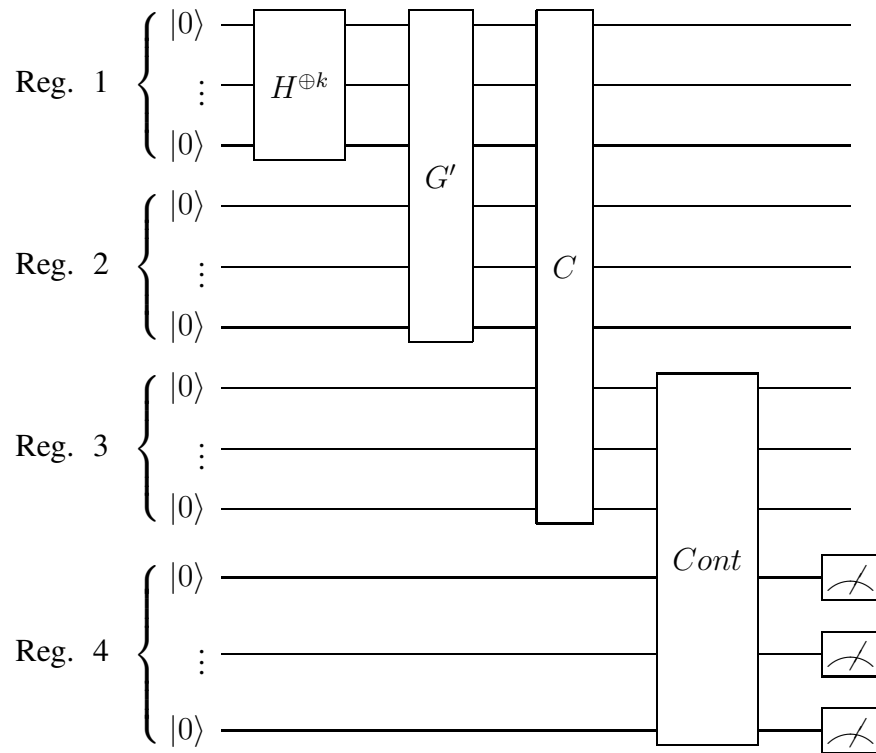 |0⟩
Reg. 1 ⋮ H^{⊕k}
|0⟩
|0⟩ G′
Reg. 2 ⋮ C
|0⟩
|0⟩
Reg. 3 ⋮
|0⟩
|0⟩ Cont
Reg. 4 ⋮
|0⟩